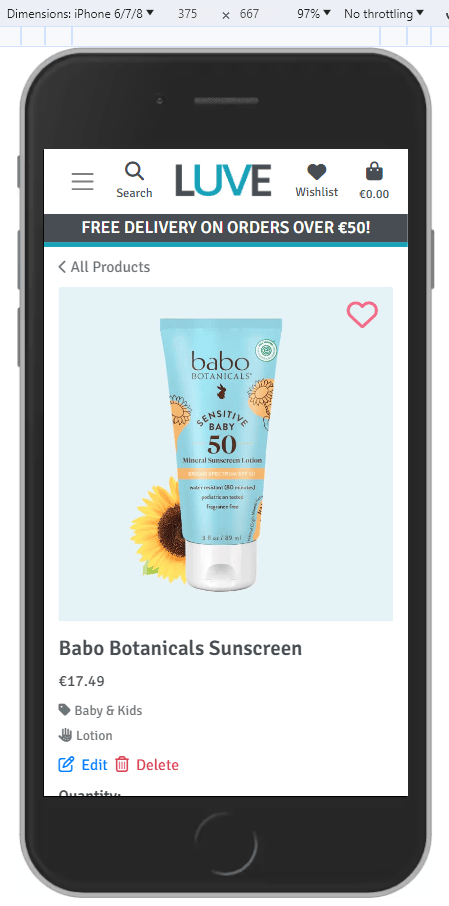 Dimensions: iPhone 6/7/8 375 x 667 97% No throttling
Search
LUVE
Wishlist
€0.00
FREE DELIVERY ON ORDERS OVER €50!
All Products
babo
BOTANICALS
SENSITIVE
BABY
50
Mineral Sunscreen Lotion
BROAD SPECTRUM SPF 50
water resistant (80 minutes)
pediatrician tested
fragrance free
3 fl oz / 89 ml
Babo Botanicals Sunscreen
€17.49
Baby & Kids
Lotion
Edit Delete
Quantity: